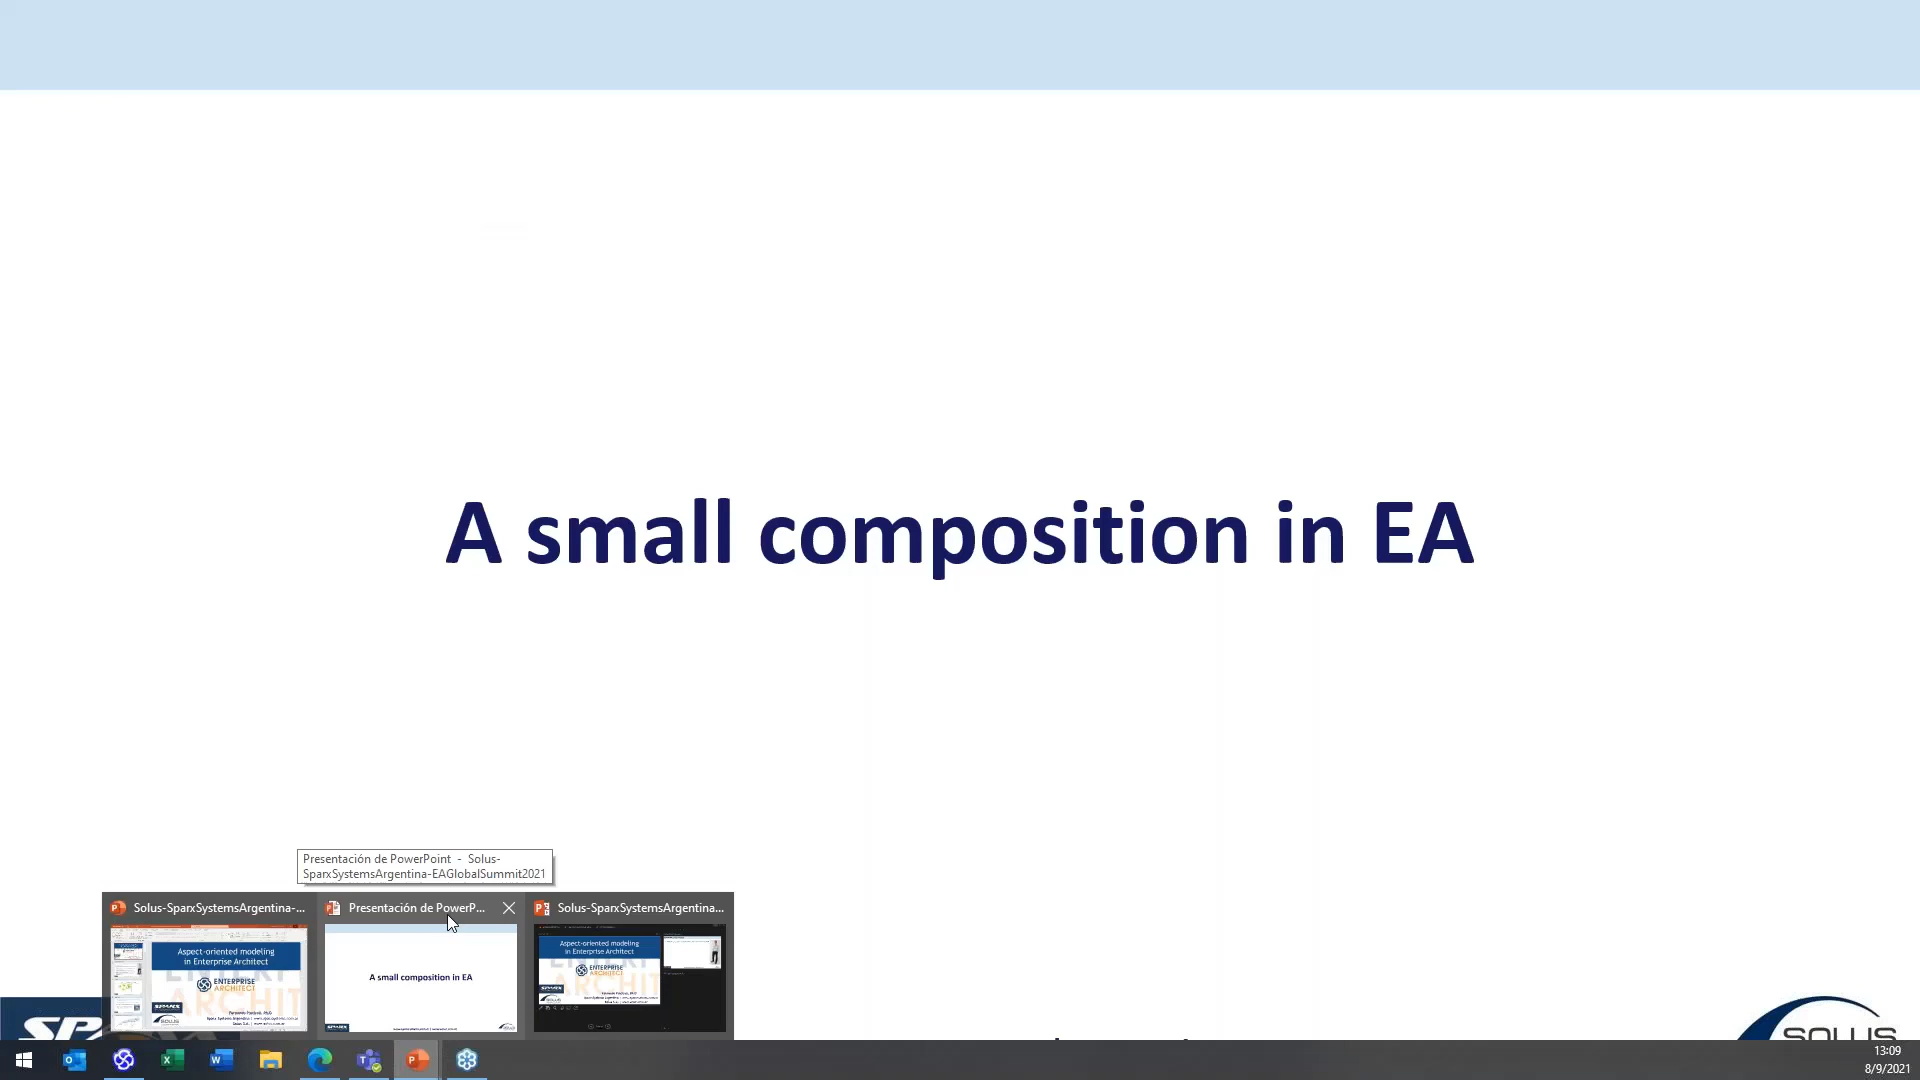 A small composition in EA
Presentación de PowerPoint - Solus-
SparxSystemsArgentina-EAGlobalSummit2021
Solus-SparxSystemsArgentina-...
Presentación de PowerP...
Solus-SparxSystemsArgentina...
Aspect-oriented modeling
in Enterprise Architect
ENTERPRISE
ARCHITECT
A small composition in EA
Aspect-oriented modeling
in Enterprise Architect
ENTERPRISE
ARCHITECT
SPARX
SP
SOLUS
13:09
8/9/2021